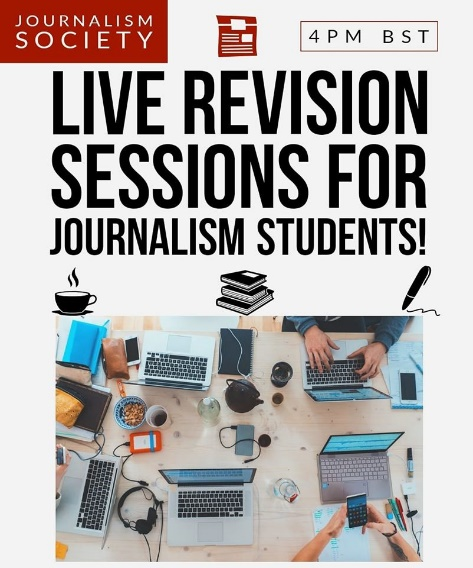 JOURNALISM
SOCIETY
4PM BST
LIVE REVISION
SESSIONS FOR
JOURNALISM STUDENTS!